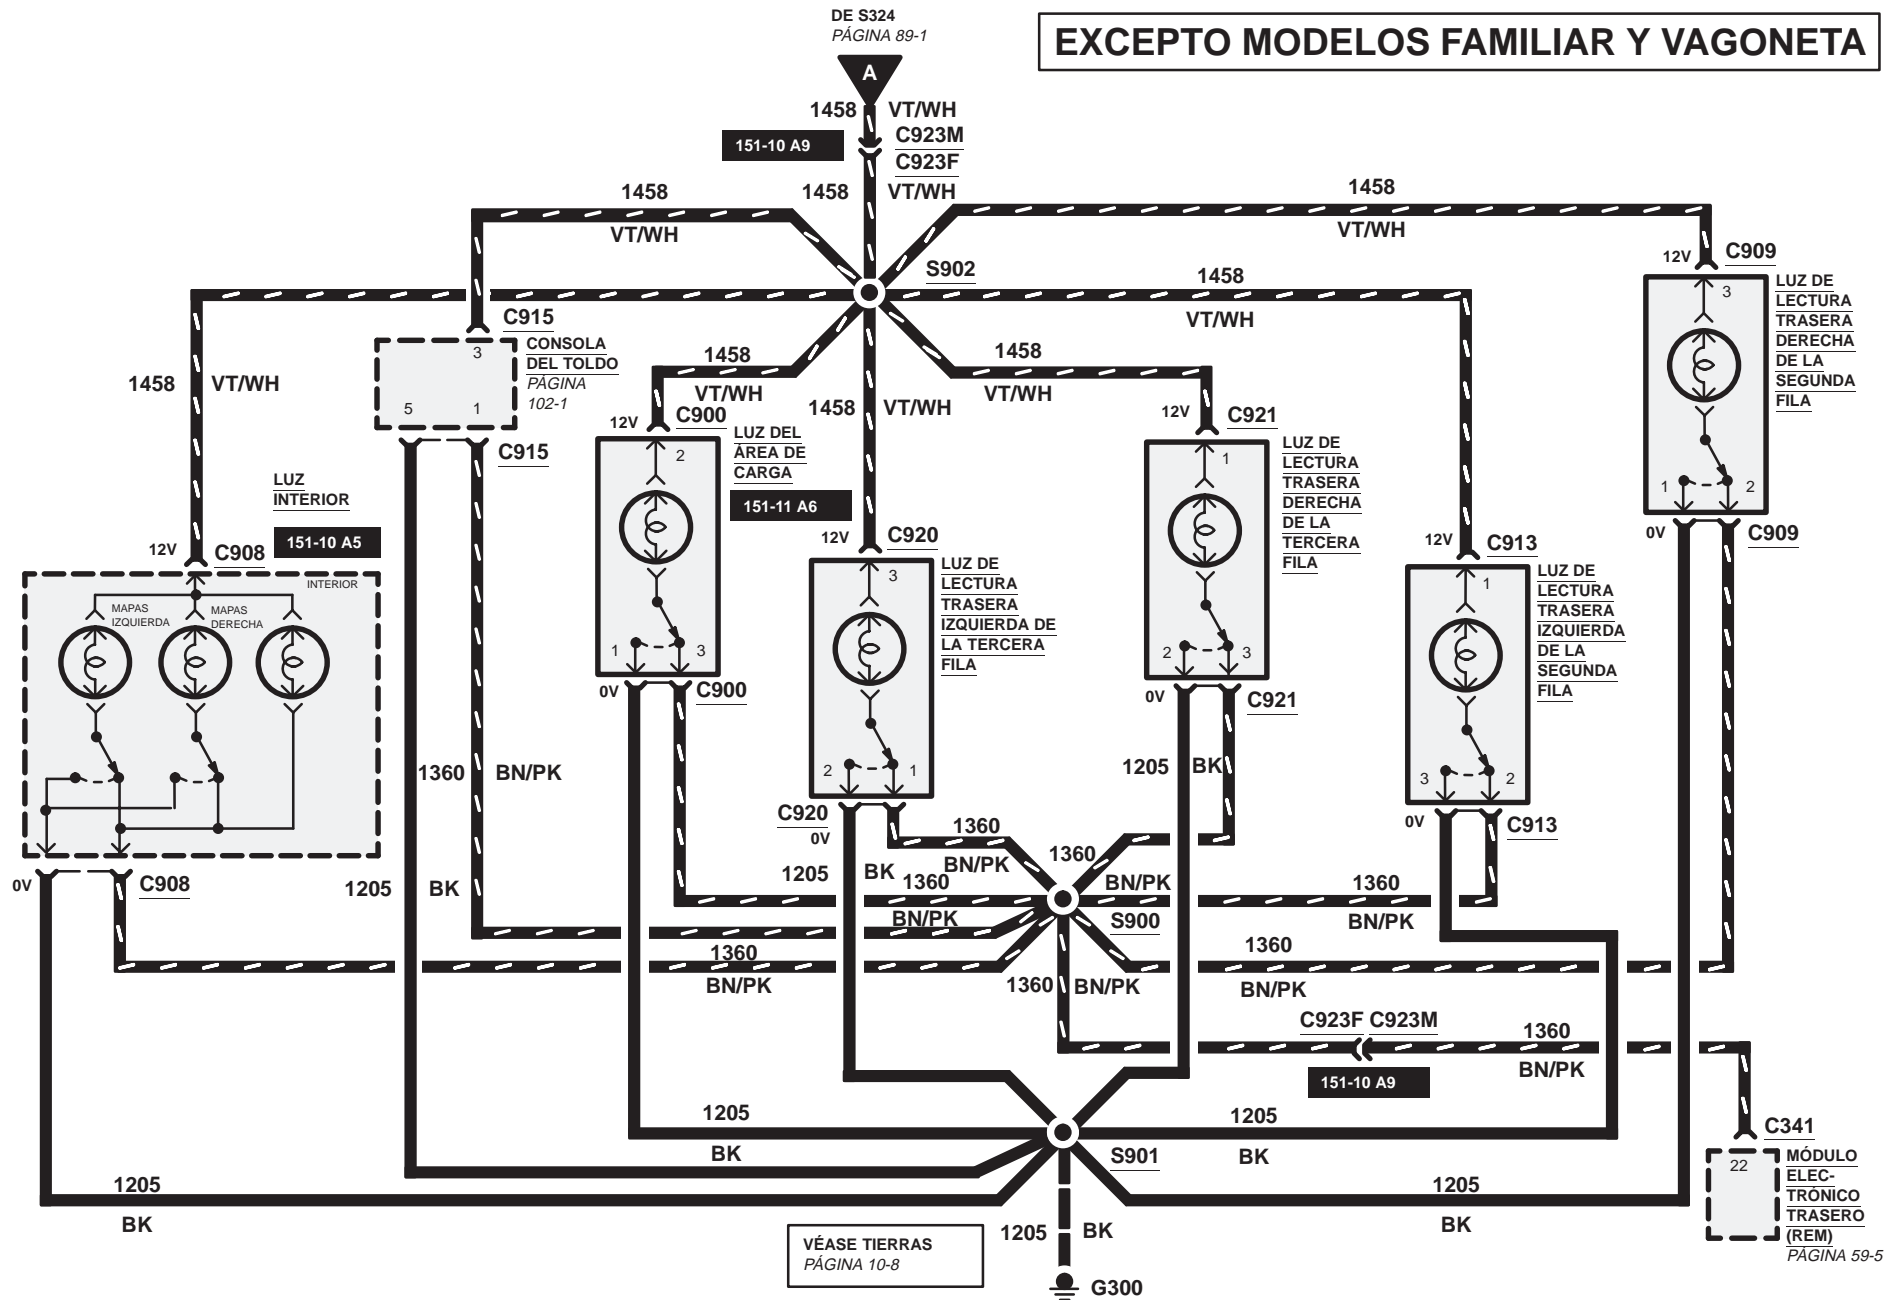 DE S324
PÁGINA 89-1
EXCEPTO MODELOS FAMILIAR Y VAGONETA
A
1458 VT/WH
151-10 A9
C923M
C923F
1458 VT/WH
1458
VT/WH
1458
VT/WH
S902
1458
VT/WH
12V C909
3
LUZ DE
LECTURA
TRASERA
DERECHA
DE LA
SEGUNDA
FILA
1 2
0V C909
1458 VT/WH
C915
3
CONSOLA
DEL TOLDO
PÁGINA
102-1
5 1
C915
1458
VT/WH
1458 VT/WH
1458
VT/WH
12V C900
2
LUZ DEL
ÁREA DE
CARGA
151-11 A6
1 3
0V C900
12V C921
1
LUZ DE
LECTURA
TRASERA
DERECHA
DE LA
TERCERA
FILA
2 3
0V C921
LUZ
INTERIOR
151-10 A5
12V C908
INTERIOR
MAPAS
IZQUIERDA
MAPAS
DERECHA
0V C908
12V C920
3
LUZ DE
LECTURA
TRASERA
IZQUIERDA DE
LA TERCERA
FILA
2 1
C920
0V
12V C913
1
LUZ DE
LECTURA
TRASERA
IZQUIERDA
DE LA
SEGUNDA
FILA
3 2
0V C913
1360 BN/PK
1205 BK
1205 BK
1360
BN/PK
1205 BK
1360
BN/PK
1360
BN/PK
S900
1360
BN/PK
1360
BN/PK
1360 BN/PK
1360
BN/PK
C923F C923M
151-10 A9
1360
BN/PK
C341
22
MÓDULO
ELEC-
TRÓNICO
TRASERO
(REM)
PÁGINA 59-5
1205
BK
S901
1205
BK
1205
BK
1205
BK
1205 BK
VÉASE TIERRAS
PÁGINA 10-8
G300